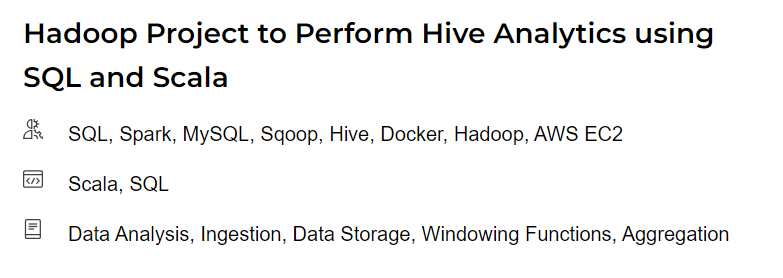 Hadoop Project to Perform Hive Analytics using
SQL and Scala
SQL, Spark, MySQL, Sqoop, Hive, Docker, Hadoop, AWS EC2
Scala, SQL
Data Analysis, Ingestion, Data Storage, Windowing Functions, Aggregation